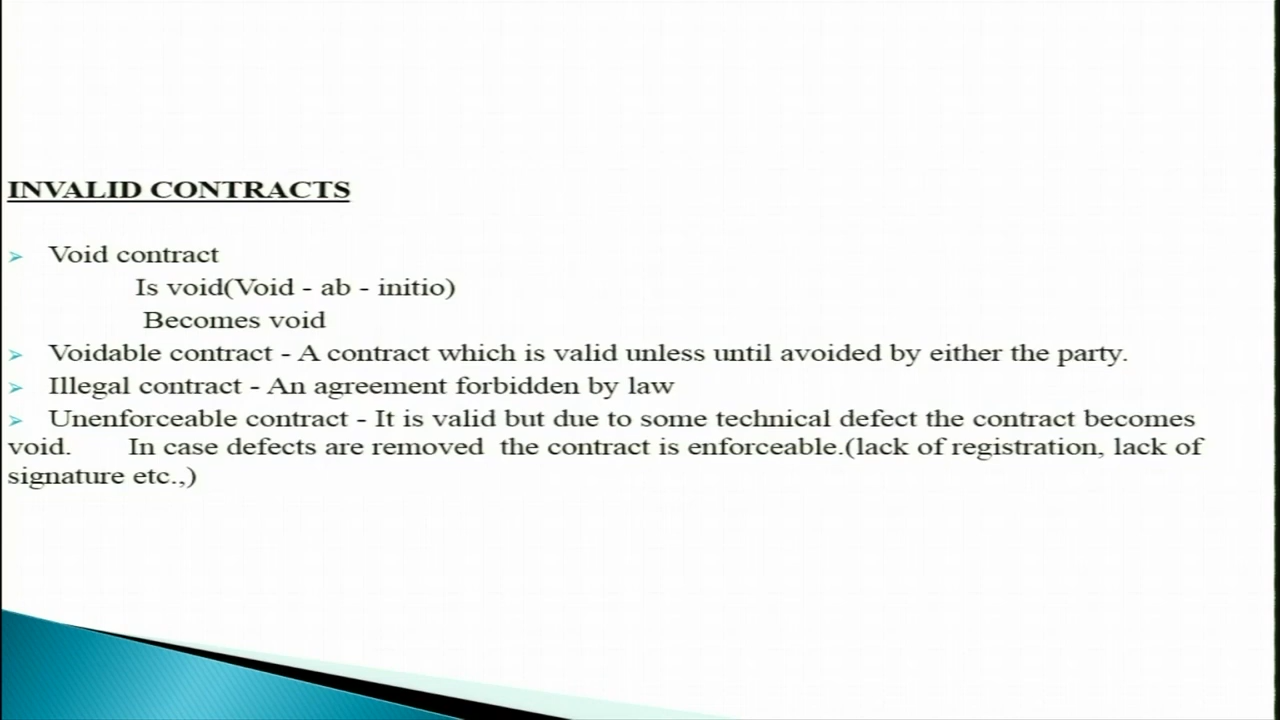 INVALID CONTRACTS
➢ Void contract
Is void(Void - ab - initio)
Becomes void
➢ Voidable contract - A contract which is valid unless until avoided by either the party.
➢ Illegal contract - An agreement forbidden by law
➢ Unenforceable contract - It is valid but due to some technical defect the contract becomes
void. In case defects are removed the contract is enforceable.(lack of registration, lack of
signature etc.,)